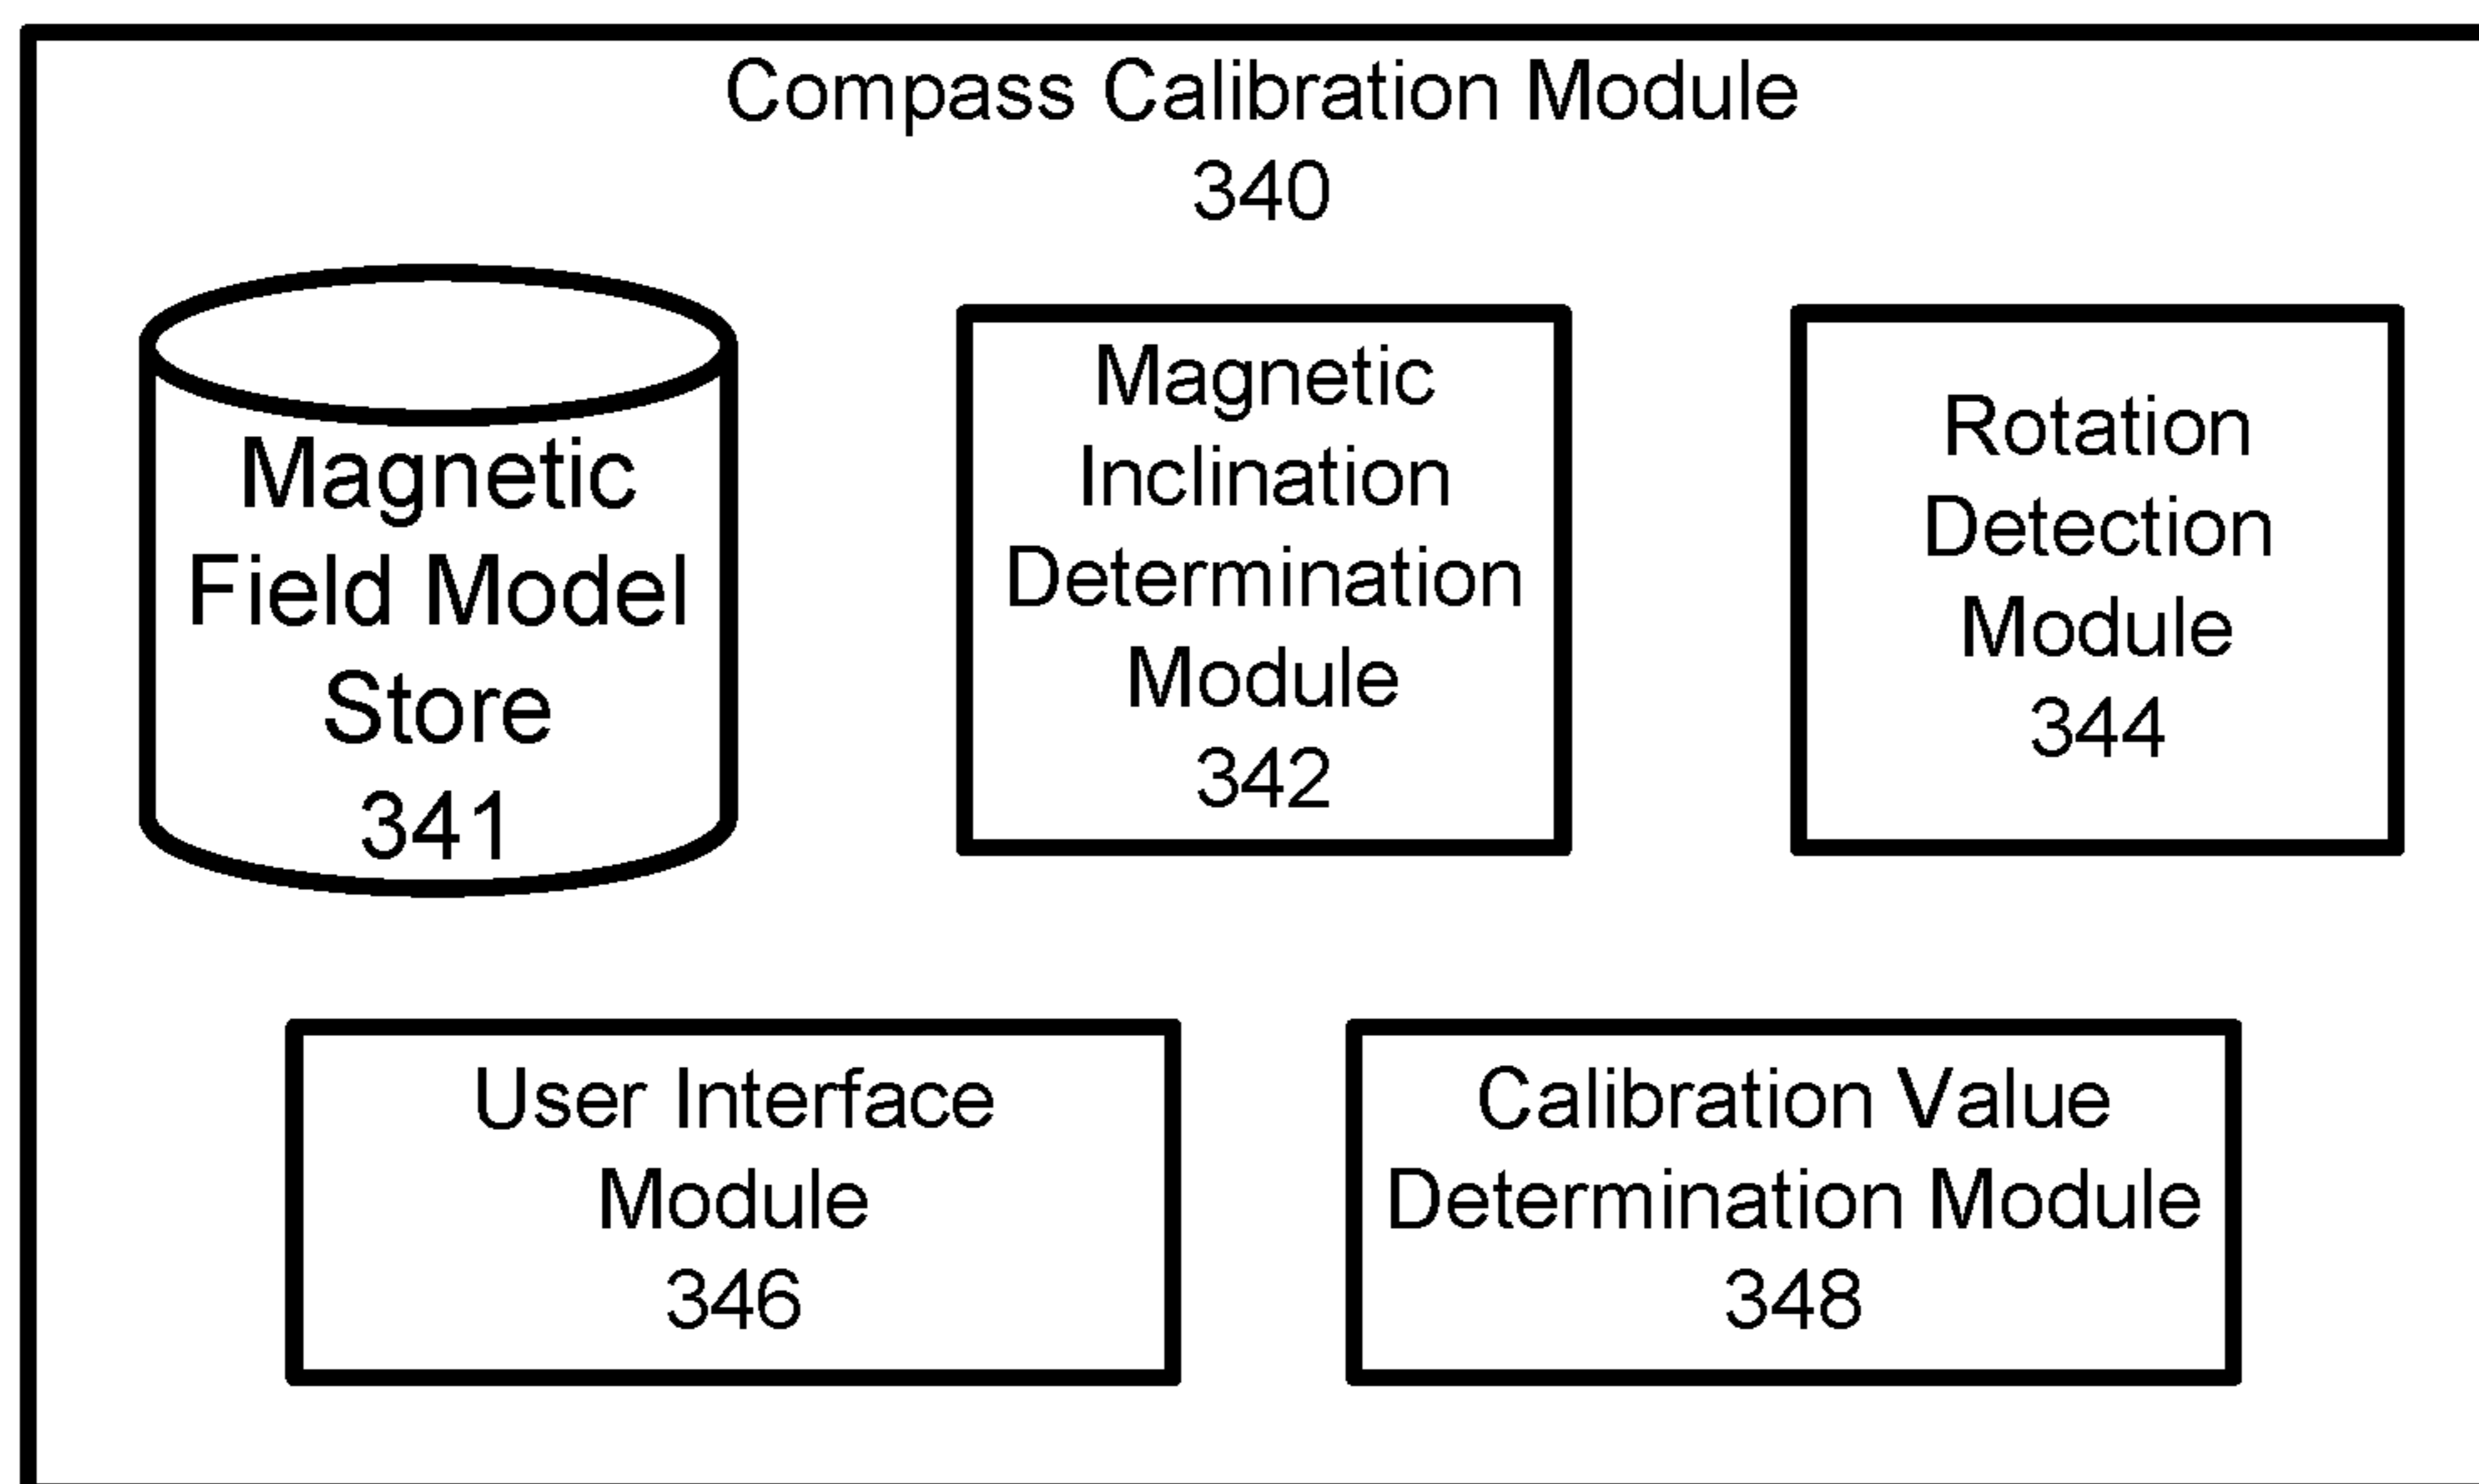 Compass Calibration Module
340
Magnetic
Field Model
Store
341
Magnetic
Inclination
Determination
Module
342
Rotation
Detection
Module
344
User Interface
Module
346
Calibration Value
Determination Module
348